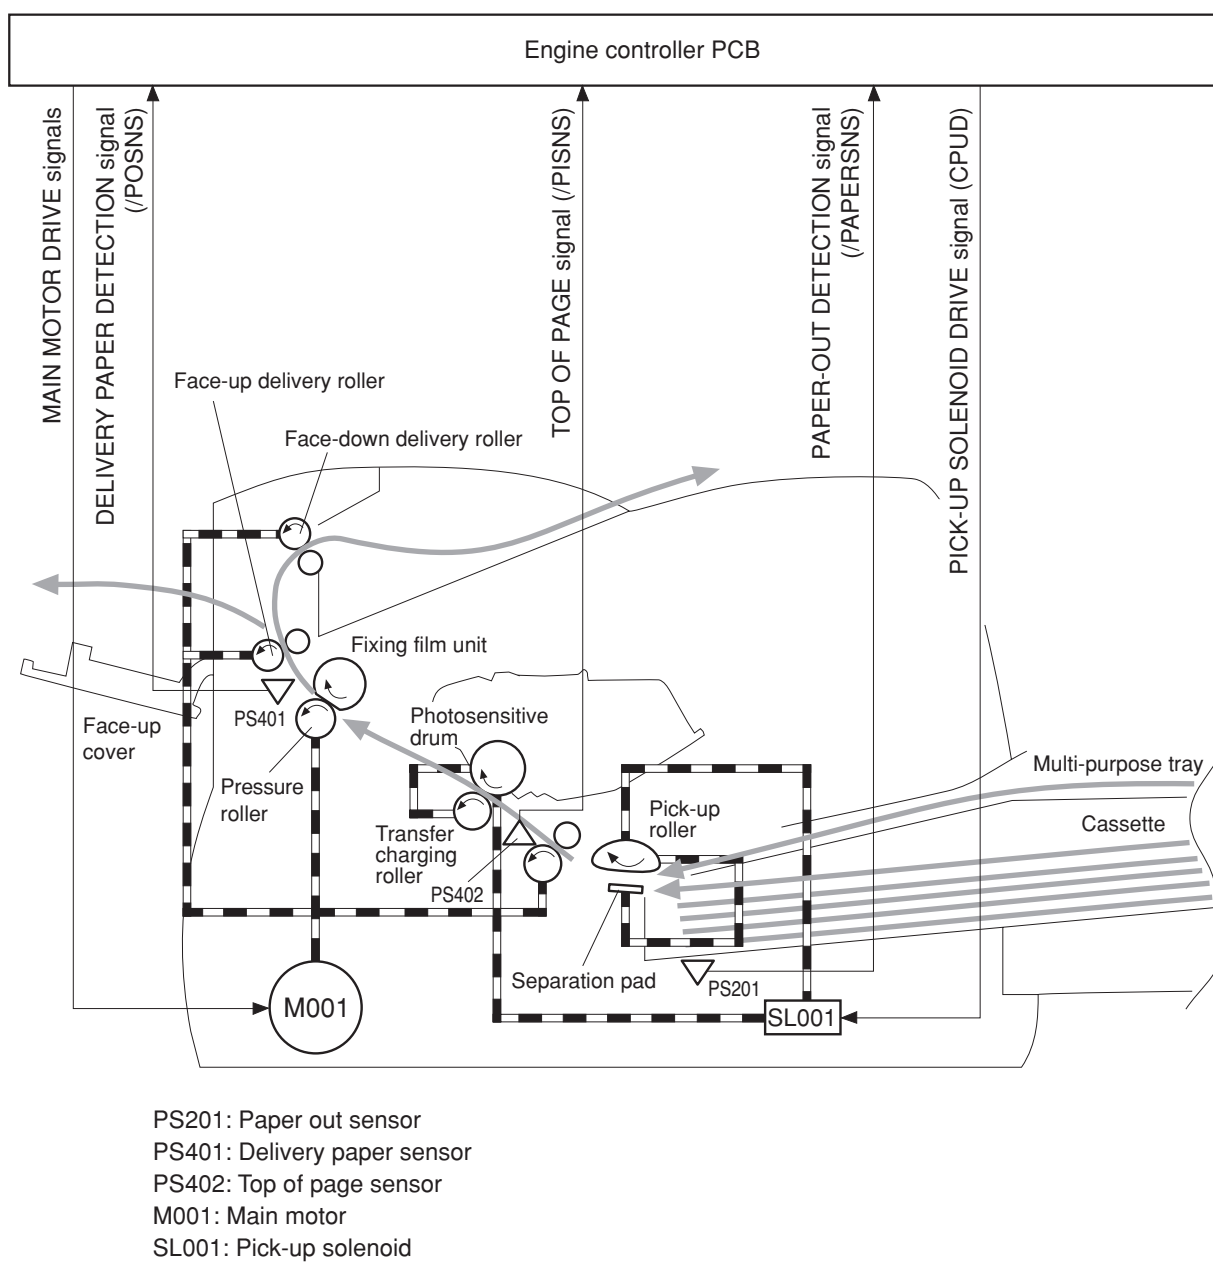 Engine controller PCB
MAIN MOTOR DRIVE signals
DELIVERY PAPER DETECTION signal
(/POSNS)
TOP OF PAGE signal (/PISNS)
PAPER-OUT DETECTION signal
(/PAPERSNS)
PICK-UP SOLENOID DRIVE signal (CPUD)
Face-up delivery roller
Face-down delivery roller
Fixing film unit
PS401
Face-up
cover
Photosensitive
drum
Pressure
roller
Multi-purpose tray
Pick-up
roller
Cassette
Transfer
charging
roller
PS402
Separation pad
PS201
M001
SL001
PS201: Paper out sensor
PS401: Delivery paper sensor
PS402: Top of page sensor
M001: Main motor
SL001: Pick-up solenoid